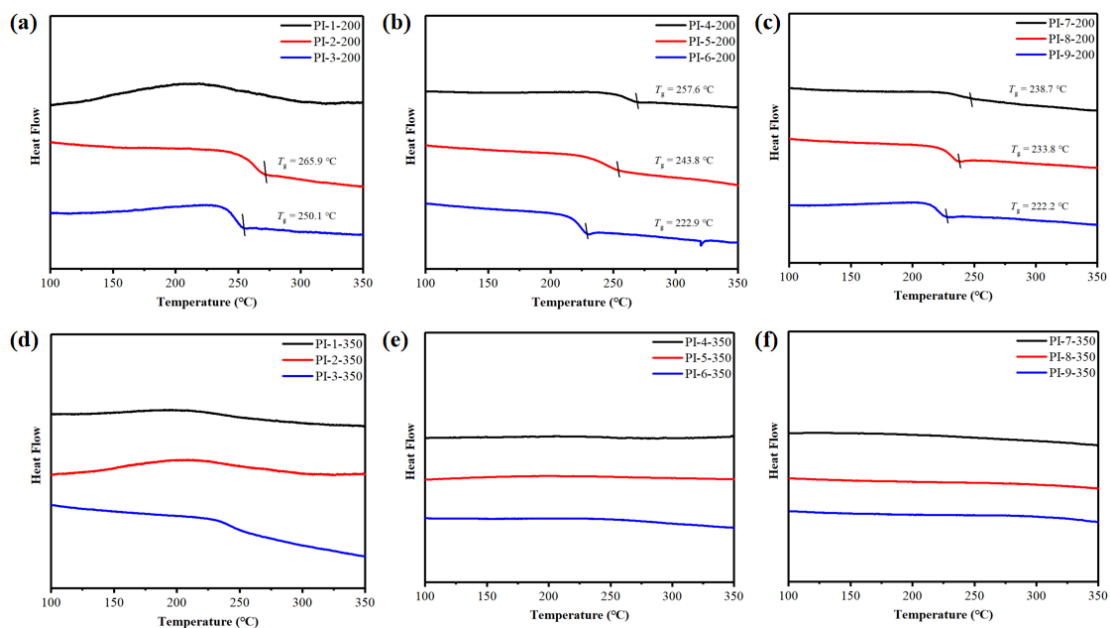 (a)
PI-1-200
PI-2-200
PI-3-200
Tg = 265.9 °C
Tg = 250.1 °C
Heat Flow
100 150 200 250 300 350
Temperature (°C)
(b)
PI-4-200
PI-5-200
PI-6-200
Tg = 257.6 °C
Tg = 243.8 °C
Tg = 222.9 °C
Heat Flow
100 150 200 250 300 350
Temperature (°C)
(c)
PI-7-200
PI-8-200
PI-9-200
Tg = 238.7 °C
Tg = 233.8 °C
Tg = 222.2 °C
Heat Flow
100 150 200 250 300 350
Temperature (°C)
(d)
PI-1-350
PI-2-350
PI-3-350
Heat Flow
100 150 200 250 300 350
Temperature (°C)
(e)
PI-4-350
PI-5-350
PI-6-350
Heat Flow
100 150 200 250 300 350
Temperature (°C)
(f)
PI-7-350
PI-8-350
PI-9-350
Heat Flow
100 150 200 250 300 350
Temperature (°C)